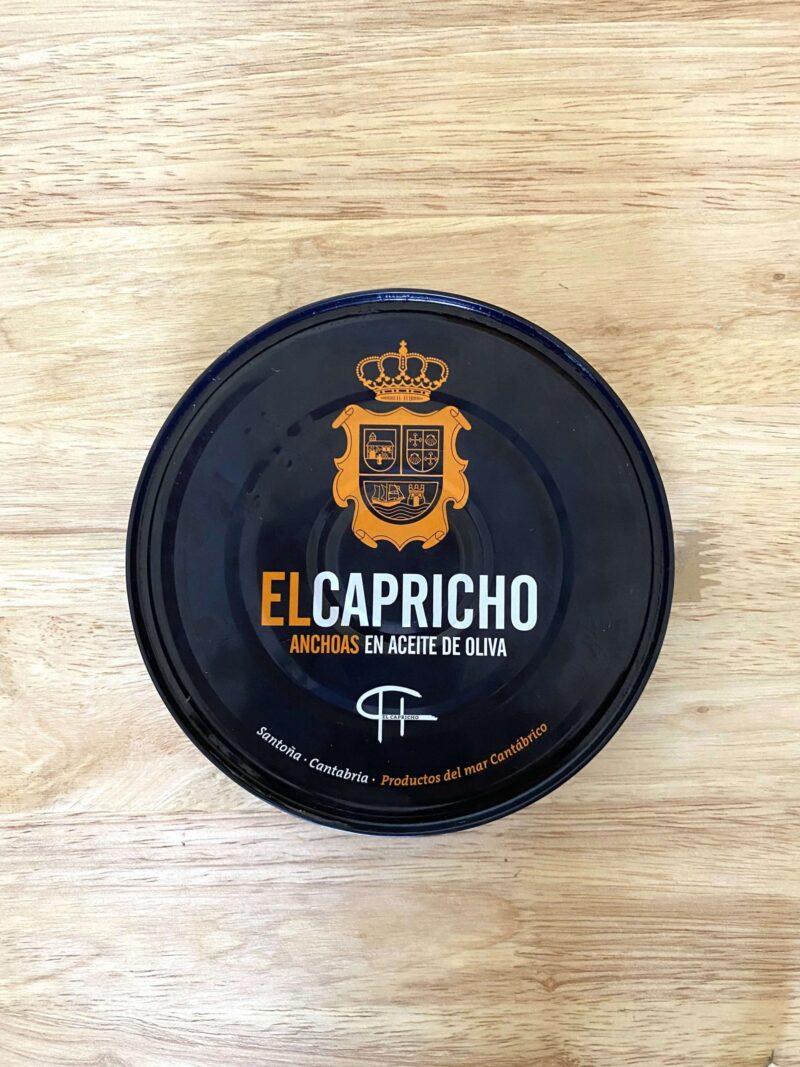 ELCAPRICHO
ANCHOAS EN ACEITE DE OLIVA
EL CAPRICHO
Santoña · Cantabria · Productos del mar Cantábrico